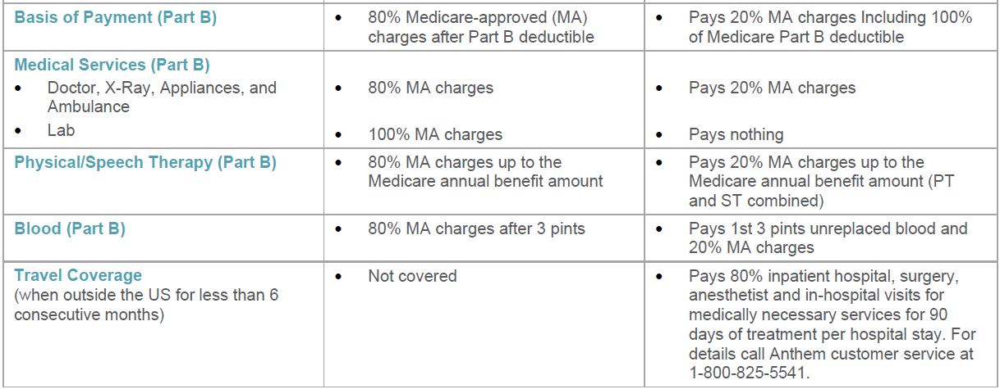 Basis of Payment (Part B)
• 80% Medicare-approved (MA)
charges after Part B deductible
• Pays 20% MA charges Including 100%
of Medicare Part B deductible
Medical Services (Part B)
• Doctor, X-Ray, Appliances, and
Ambulance
• 80% MA charges
• Pays 20% MA charges
• Lab
• 100% MA charges
• Pays nothing
Physical/Speech Therapy (Part B)
• 80% MA charges up to the
Medicare annual benefit amount
• Pays 20% MA charges up to the
Medicare annual benefit amount (PT
and ST combined)
Blood (Part B)
• 80% MA charges after 3 pints
• Pays 1st 3 pints unreplaced blood and
20% MA charges
Travel Coverage
(when outside the US for less than 6
consecutive months)
• Not covered
• Pays 80% inpatient hospital, surgery,
anesthetist and in-hospital visits for
medically necessary services for 90
days of treatment per hospital stay. For
details call Anthem customer service at
1-800-825-5541.